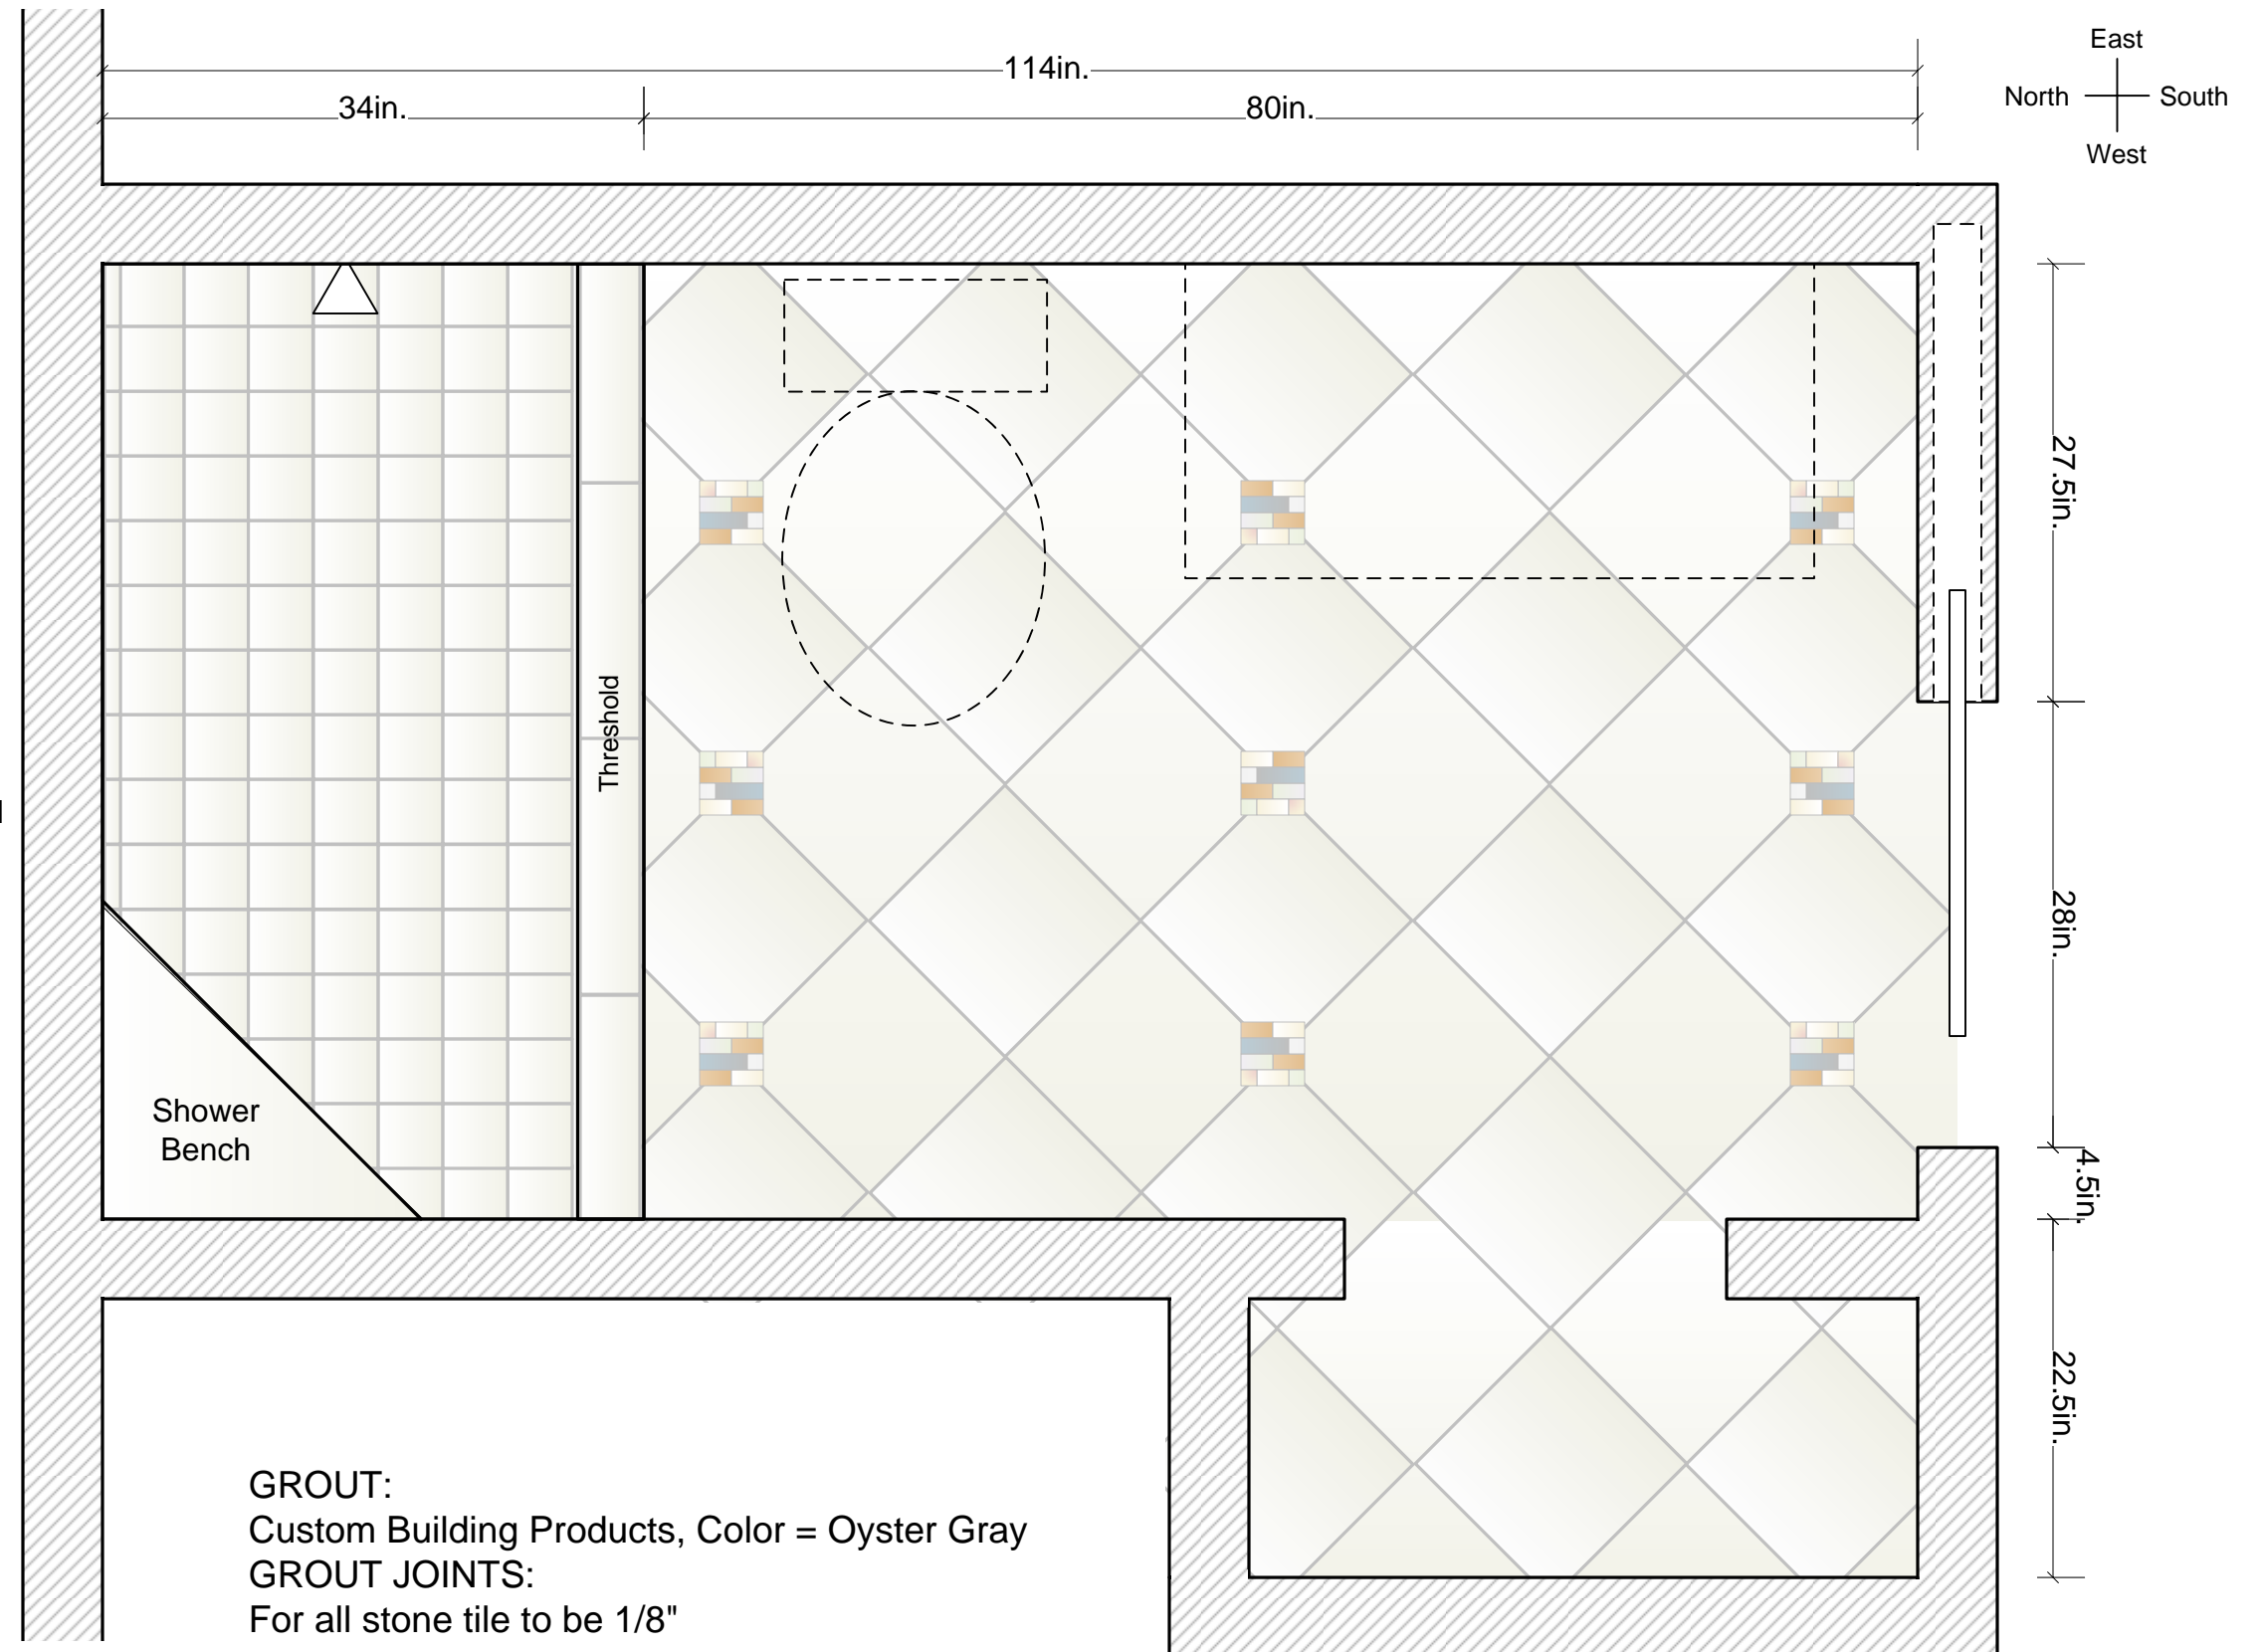 East
114in.
North
South
34in.
80in.
West
27.5in.
Threshold
28in.
Shower
Bench
4.5in.
22.5in.
GROUT:
Custom Building Products, Color = Oyster Gray
GROUT JOINTS:
For all stone tile to be 1/8"